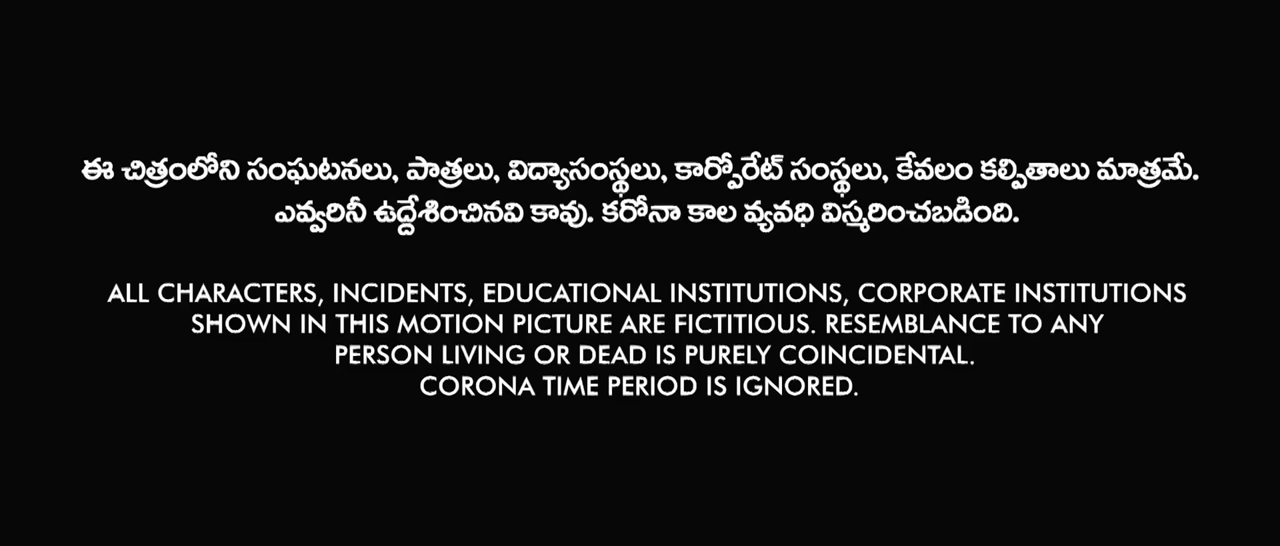 ఈ చిత్రంలోని సంఘటనలు, పాత్రలు, విద్యాసంస్థలు, కార్పోరేట్ సంస్థలు, కేవలం కల్పితాలు మాత్రమే.
ఎవ్వరినీ ఉద్దేశించినవి కావు. కరోనా కాల వ్యవధి విస్మరించబడింది.
ALL CHARACTERS, INCIDENTS, EDUCATIONAL INSTITUTIONS, CORPORATE INSTITUTIONS
SHOWN IN THIS MOTION PICTURE ARE FICTITIOUS. RESEMBLANCE TO ANY
PERSON LIVING OR DEAD IS PURELY COINCIDENTAL.
CORONA TIME PERIOD IS IGNORED.